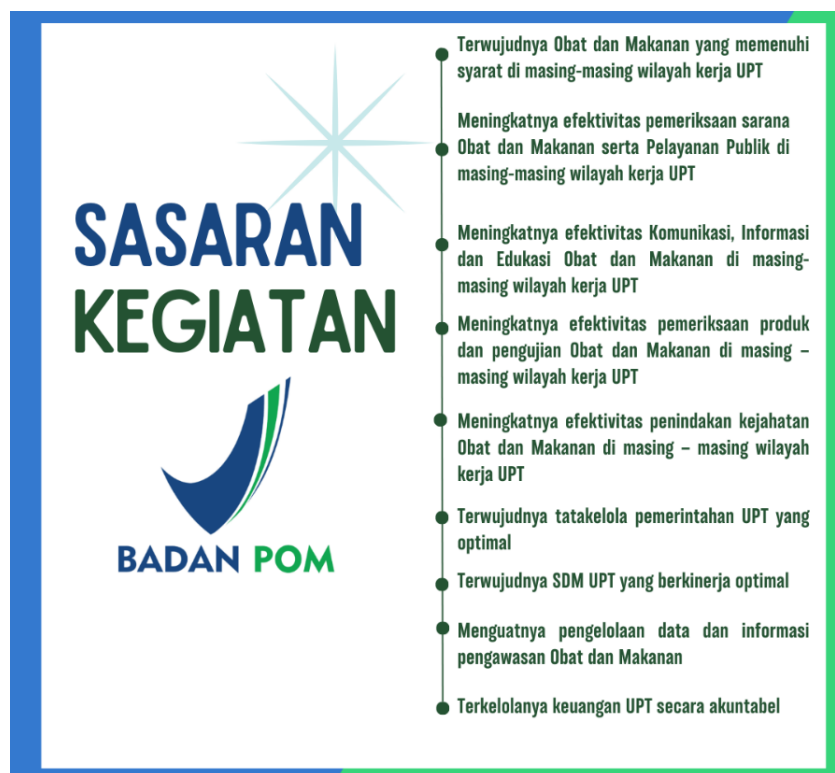 SASARAN
KEGIATAN
BADAN POM
Terwujudnya Obat dan Makanan yang memenuhi
syarat di masing-masing wilayah kerja UPT
Meningkatnya efektivitas pemeriksaan sarana
Obat dan Makanan serta Pelayanan Publik di
masing-masing wilayah kerja UPT
Meningkatnya efektivitas Komunikasi, Informasi
dan Edukasi Obat dan Makanan di masing-
masing wilayah kerja UPT
Meningkatnya efektivitas pemeriksaan produk
dan pengujian Obat dan Makanan di masing –
masing wilayah kerja UPT
Meningkatnya efektivitas penindakan kejahatan
Obat dan Makanan di masing – masing wilayah
kerja UPT
Terwujudnya tatakelola pemerintahan UPT yang
optimal
Terwujudnya SDM UPT yang berkinerja optimal
Menguatnya pengelolaan data dan informasi
pengawasan Obat dan Makanan
Terkelolanya keuangan UPT secara akuntabel